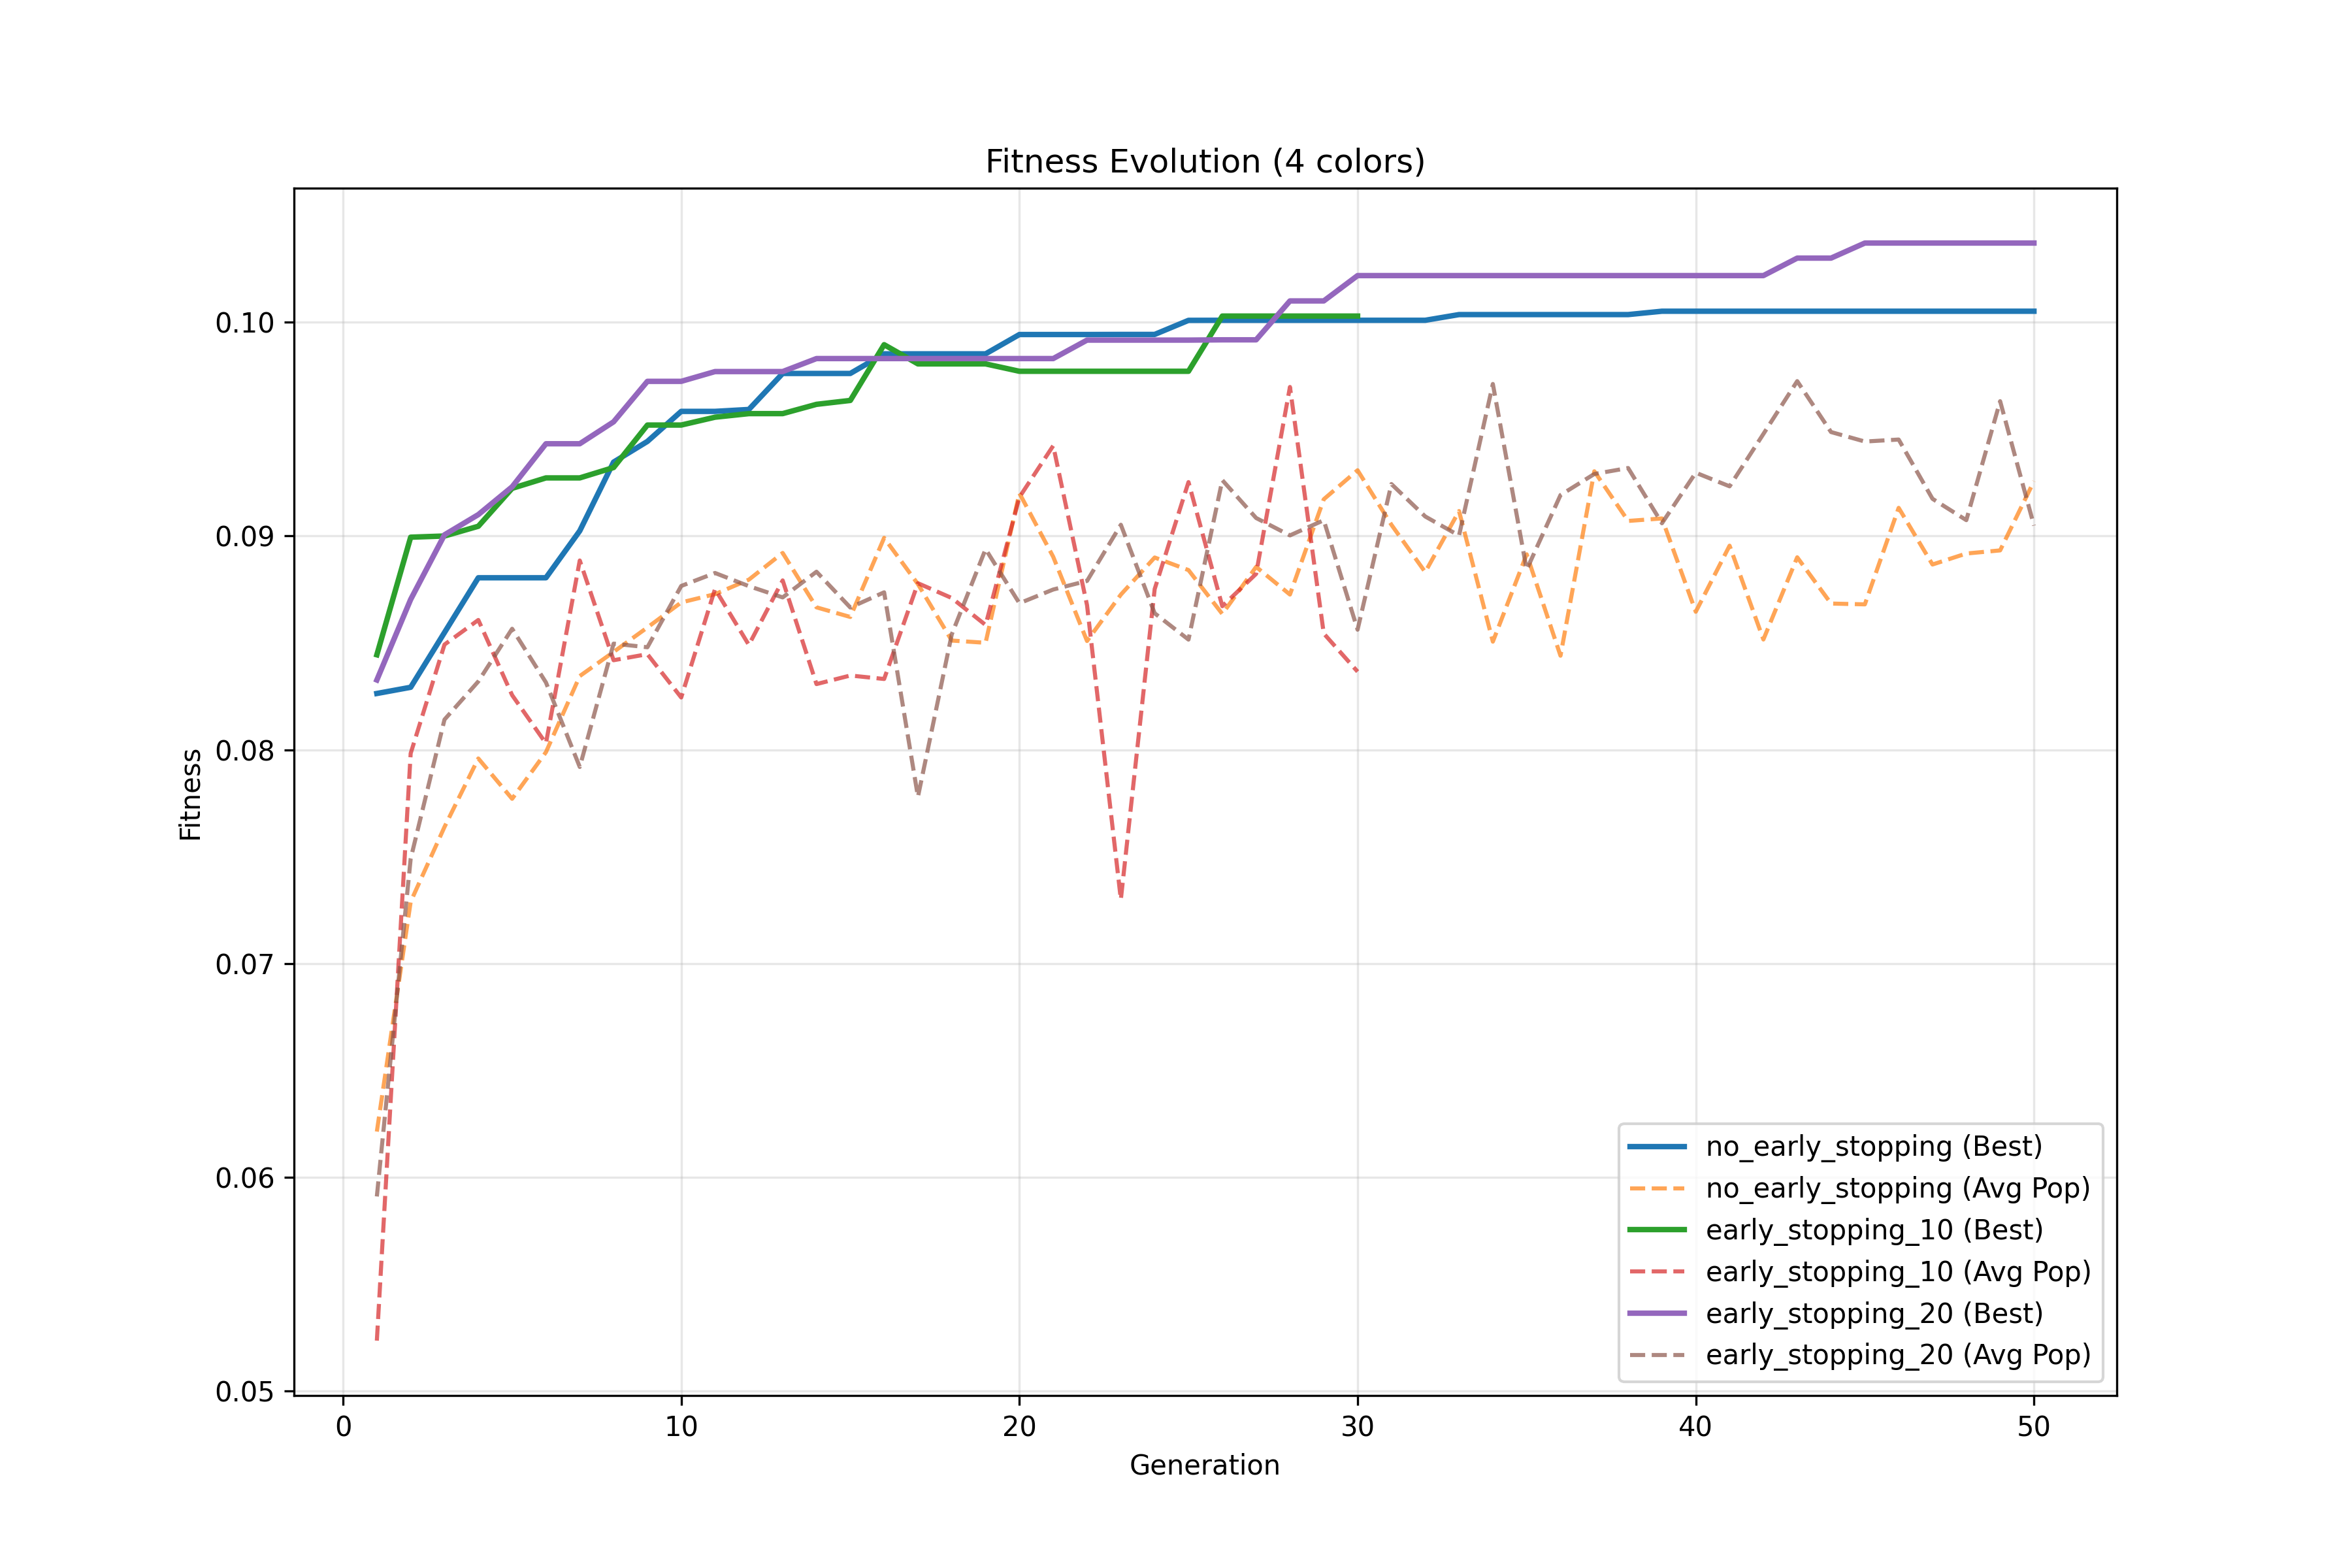 Fitness Evolution (4 colors)
0.10
0.09
0.08
0.07
0.06
0.05
Fitness
0 10 20 30 40 50
Generation
no_early_stopping (Best)
no_early_stopping (Avg Pop)
early_stopping_10 (Best)
early_stopping_10 (Avg Pop)
early_stopping_20 (Best)
early_stopping_20 (Avg Pop)